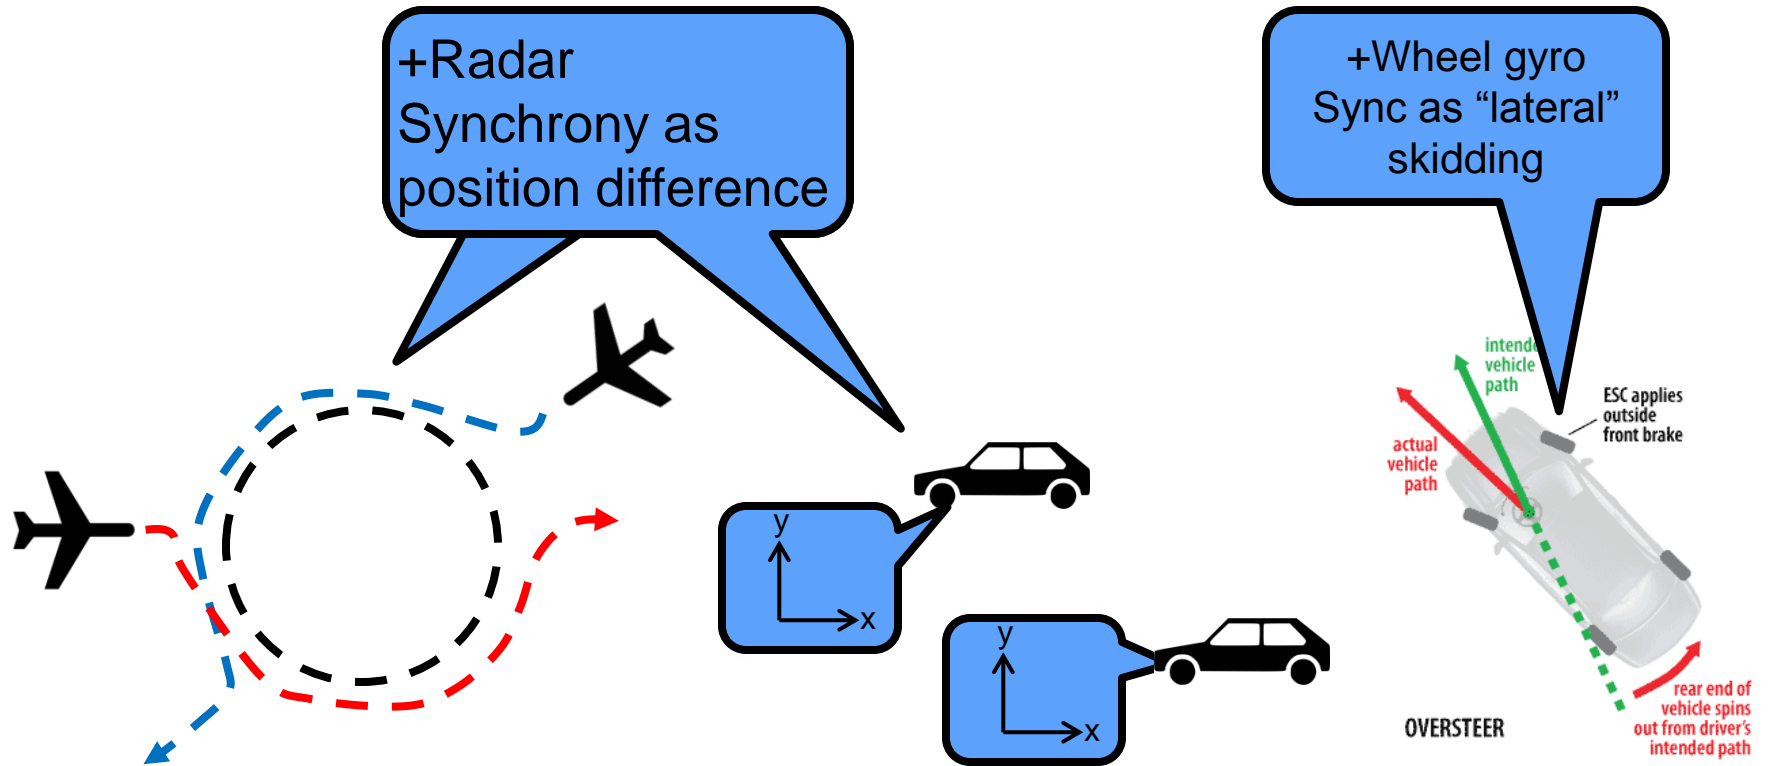 +Radar
Synchrony as
position difference
+Wheel gyro
Sync as “lateral”
skidding
y
x
y
x
vehicle
path
actual
vehicle
path
ESC applies
outside
front brake
OVERSTEER
rear end of
vehicle spins
out from driver's
intended path